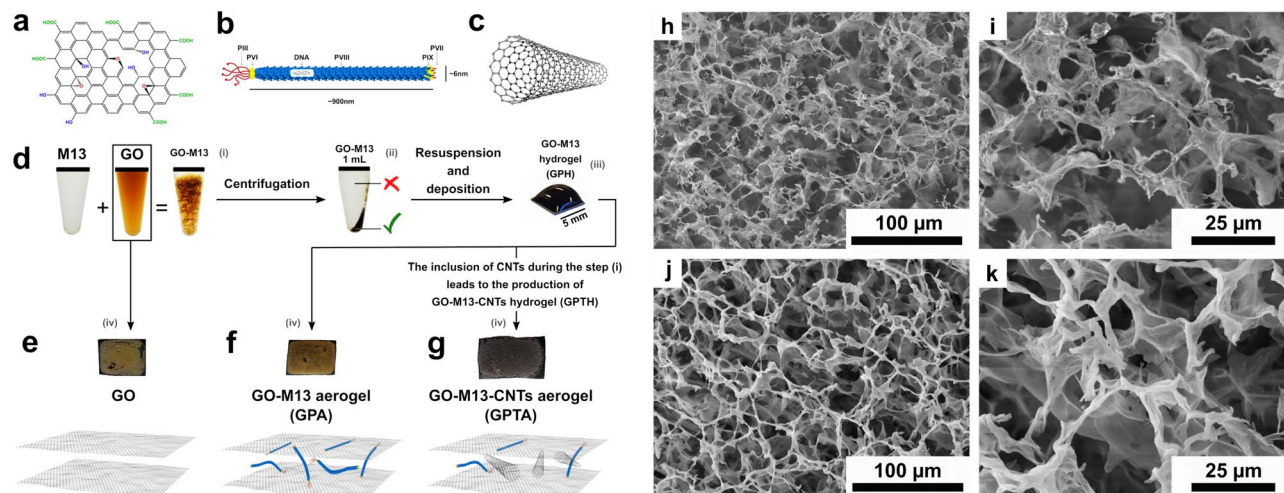 a
HOOC
HOOC
COOH
HOOC
COOH
OH
OH
HO
O
O
O
HO
COOH
HO
COOH
b
PIII
PVI
DNA
PVIII
PIX
PVII
~6nm
~900nm
c
d
M13
GO
GO-M13
(i)
+
=
Centrifugation
GO-M13
1 mL
(ii)
Resuspension
and
deposition
GO-M13
hydrogel
(GPH)
(iii)
5 mm
The inclusion of CNTs during the step (i)
leads to the production of
GO-M13-CNTs hydrogel (GPTH)
e
(iv)
GO
f
(iv)
GO-M13 aerogel
(GPA)
g
(iv)
GO-M13-CNTs aerogel
(GPTA)
h
100 µm
i
25 µm
j
100 µm
k
25 µm